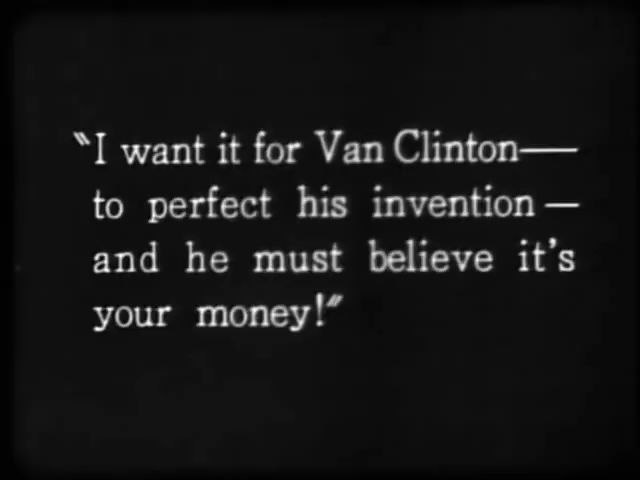 "I want it for Van Clinton—
to perfect his invention —
and he must believe it's
your money!"